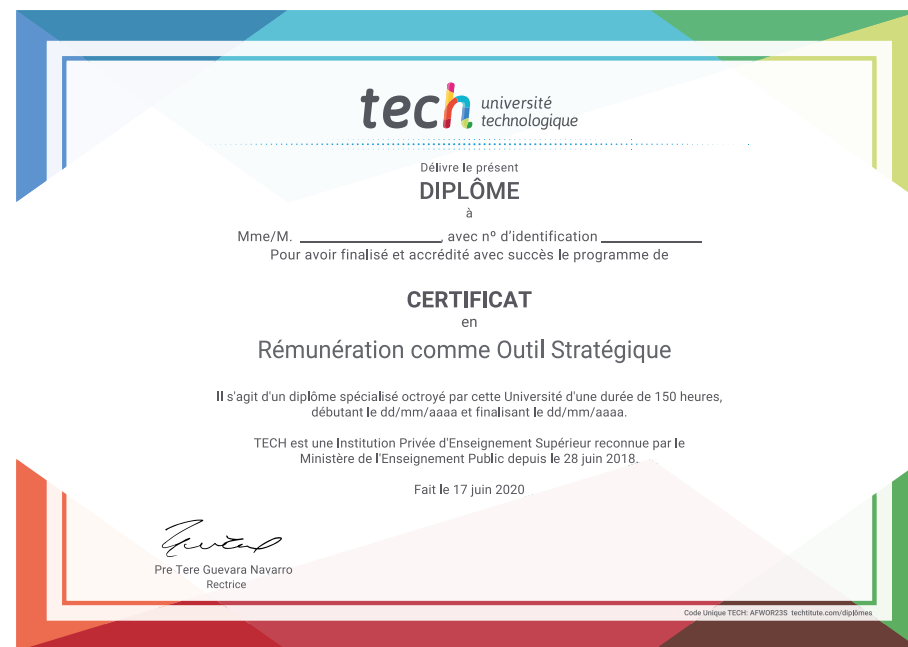 tech université
technologique
Délivre le présent
DIPLÔME
à
Mme/M. ____________________, avec nº d'identification ______________
Pour avoir finalisé et accrédité avec succès le programme de
CERTIFICAT
en
Rémunération comme Outil Stratégique
Il s'agit d'un diplôme spécialisé octroyé par cette Université d'une durée de 150 heures,
débutant le dd/mm/aaaa et finalisant le dd/mm/aaaa.
TECH est une Institution Privée d'Enseignement Supérieur reconnue par le
Ministère de l'Enseignement Public depuis le 28 juin 2018.
Fait le 17 juin 2020
Pre Tere Guevara Navarro
Rectrice
Code Unique TECH: AFWOR23S techtitute.com/diplômes